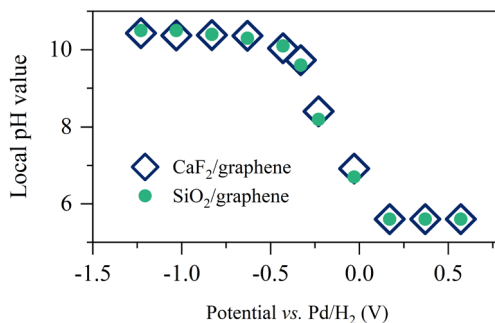 Local pH value
10
8
6
CaF₂/graphene
SiO₂/graphene
-1.5
-1.0
-0.5
0.0
0.5
Potential vs. Pd/H₂ (V)